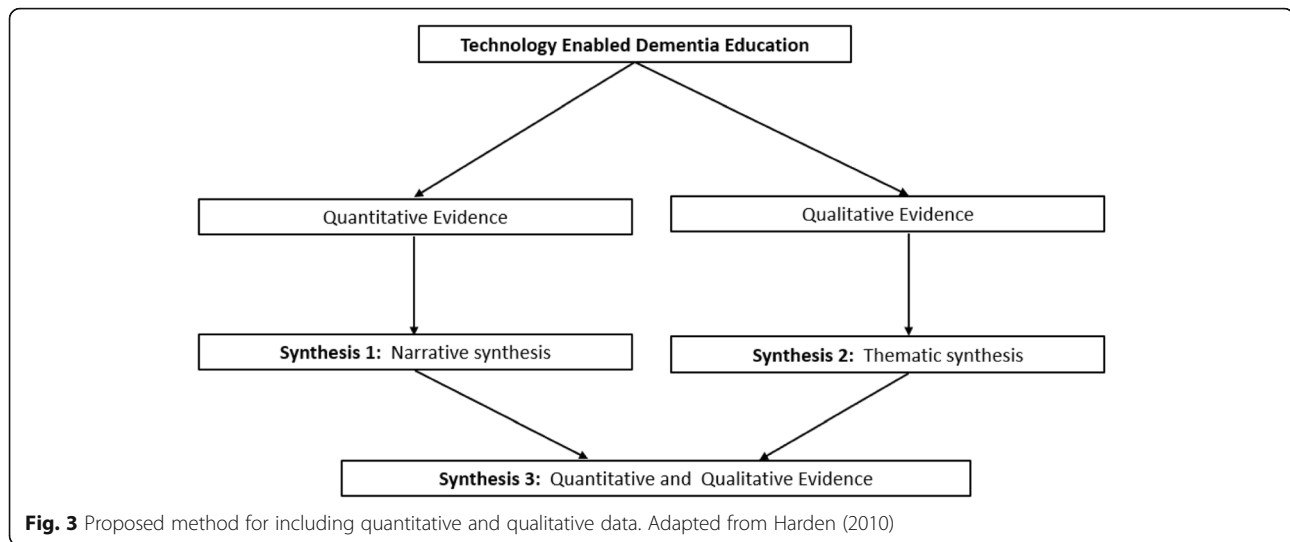 Technology Enabled Dementia Education
Quantitative Evidence
Qualitative Evidence
Synthesis 1: Narrative synthesis
Synthesis 2: Thematic synthesis
Synthesis 3: Quantitative and Qualitative Evidence
Fig. 3 Proposed method for including quantitative and qualitative data. Adapted from Harden (2010)